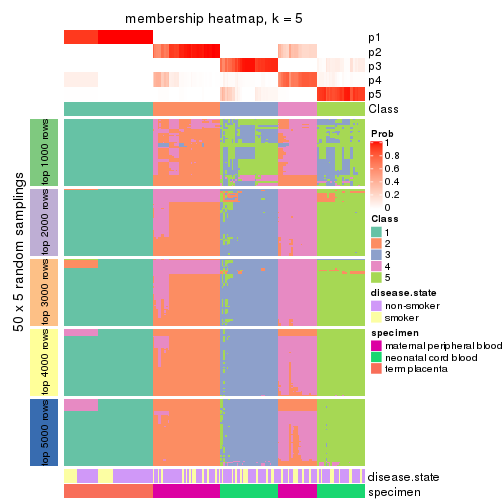 membership heatmap, k = 5
p1
p2
p3
p4
p5
Class
50 x 5 random samplings
top 1000 rows
top 2000 rows
top 3000 rows
top 4000 rows
top 5000 rows
Prob
1
0.8
0.6
0.4
0.2
0
Class
1
2
3
4
5
disease.state
non-smoker
smoker
specimen
maternal peripheral blood
neonatal cord blood
term placenta
disease.state
specimen